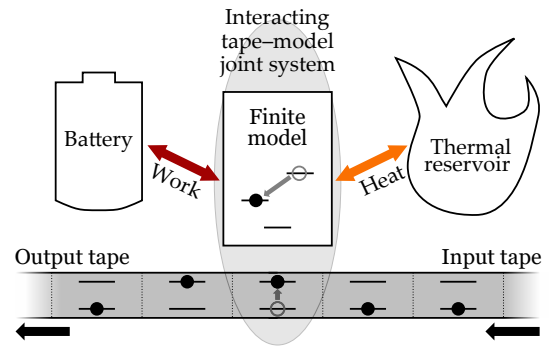 Interacting
tape–model
joint system
Finite
model
Battery
Work
Heat
Thermal
reservoir
Output tape
Input tape